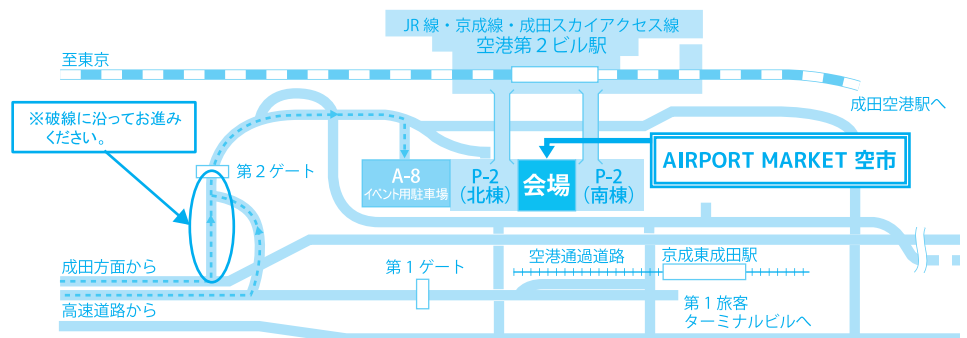 JR線・京成線・成田スカイアクセス線
空港第2ビル駅
至東京
成田空港駅へ
※破線に沿ってお進み
ください。
AIRPORT MARKET 空市
第2ゲート
A-8
イベント用駐車場
P-2
(北棟)
会場
P-2
(南棟)
成田方面から
第1ゲート
空港通過道路
京成東成田駅
高速道路から
第1旅客
ターミナルビルへ